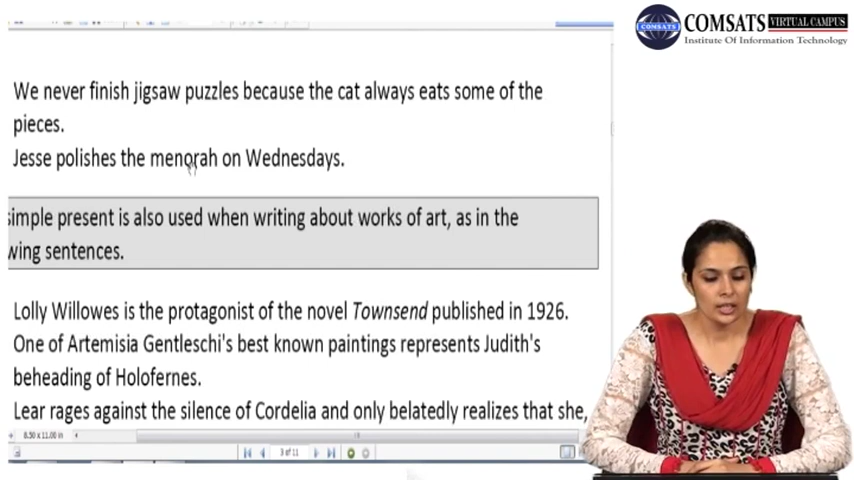 COMSATS VIRTUAL CAMPUS
Institute Of Information Technology
We never finish jigsaw puzzles because the cat always eats some of the
pieces.
Jesse polishes the menorah on Wednesdays.
simple present is also used when writing about works of art, as in the
wing sentences.
Lolly Willowes is the protagonist of the novel Townsend published in 1926.
One of Artemisia Gentleschi's best known paintings represents Judith's
beheading of Holofernes.
Lear rages against the silence of Cordelia and only belatedly realizes that she,
8.50 x 11.00 in
3 of 11